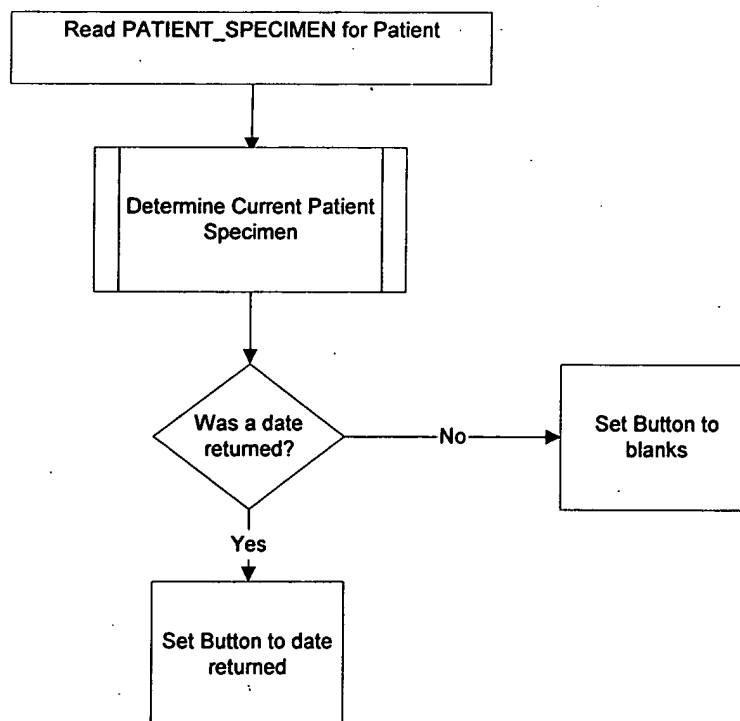 Read PATIENT_SPECIMEN for Patient
Determine Current Patient
Specimen
Was a date
returned?
No
Set Button to
blanks
Yes
Set Button to date
returned